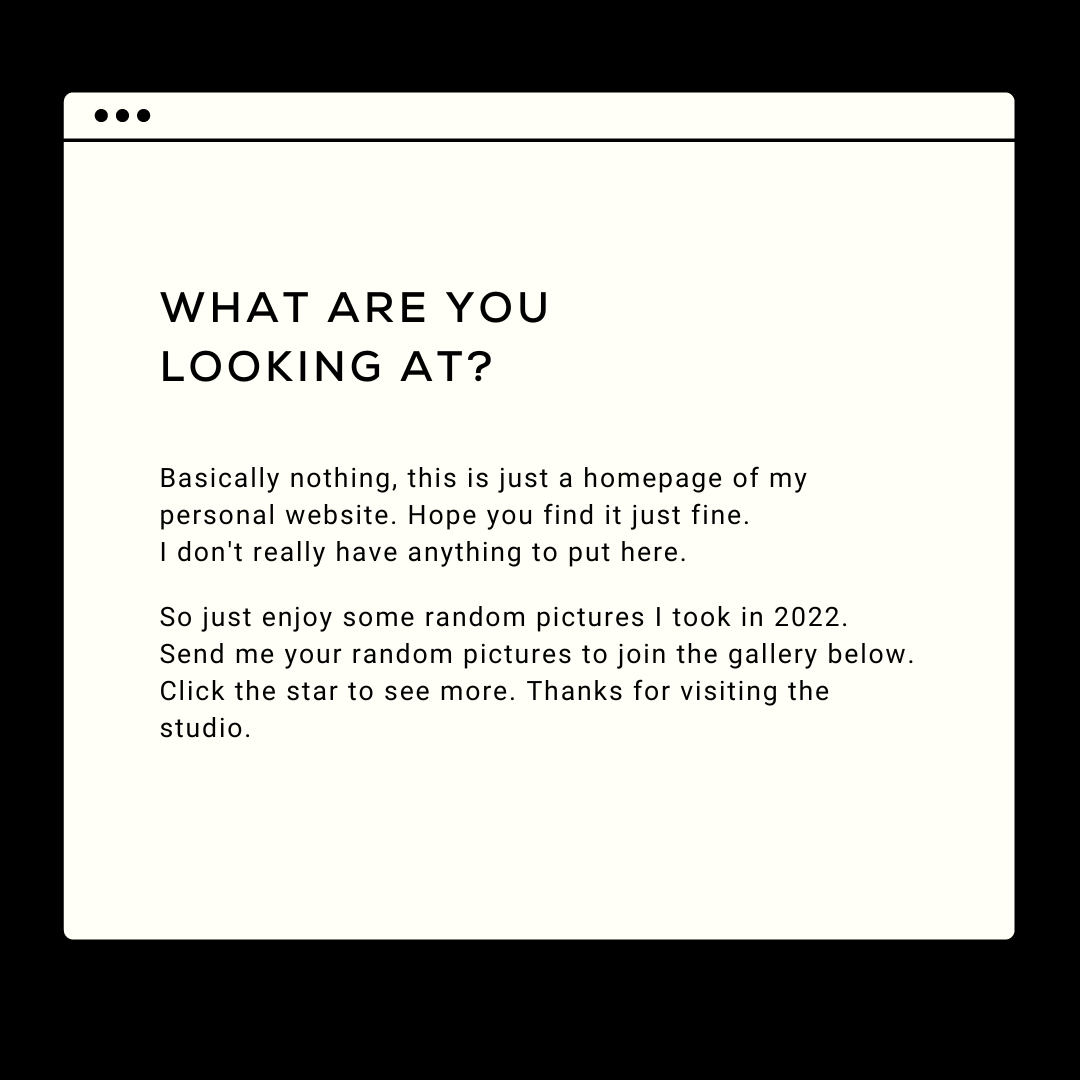 WHAT ARE YOU
LOOKING AT?
Basically nothing, this is just a homepage of my
personal website. Hope you find it just fine.
I don't really have anything to put here.
So just enjoy some random pictures I took in 2022.
Send me your random pictures to join the gallery below.
Click the star to see more. Thanks for visiting the
studio.